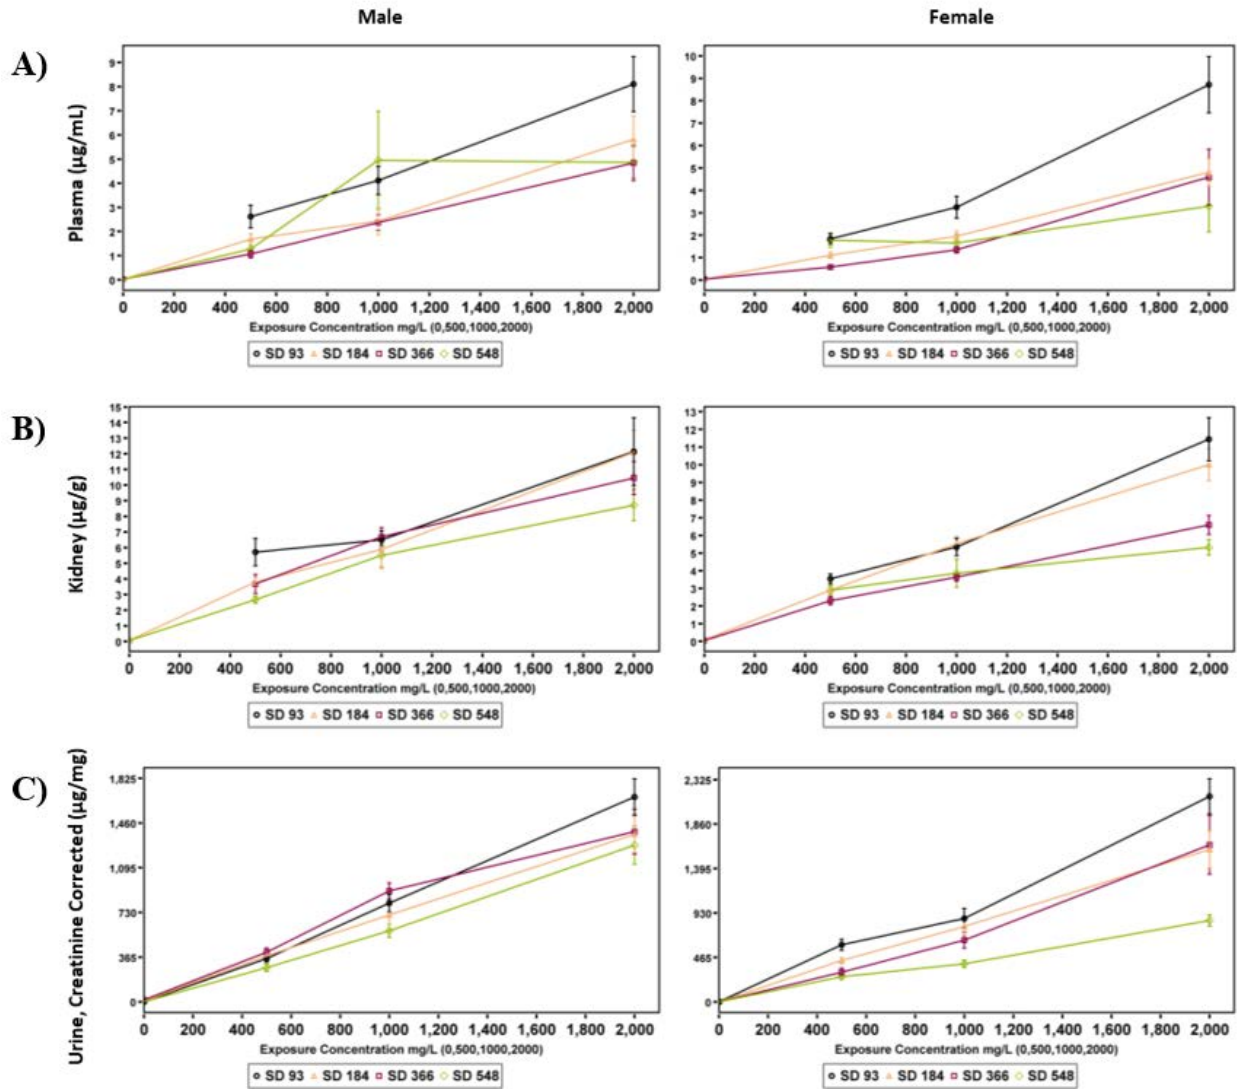 Male
Female
A)
Plasma (µg/mL)
9
8
7
6
5
4
3
2
1
0
0 200 400 600 800 1,000 1,200 1,400 1,600 1,800 2,000
Exposure Concentration mg/L (0,500,1000,2000)
SD 93 SD 184 SD 366 SD 548
10
9
8
7
6
5
4
3
2
1
0
0 200 400 600 800 1,000 1,200 1,400 1,600 1,800 2,000
Exposure Concentration mg/L (0,500,1000,2000)
SD 93 SD 184 SD 366 SD 548
B)
Kidney (µg/g)
15
14
13
12
11
10
9
8
7
6
5
4
3
2
1
0
0 200 400 600 800 1,000 1,200 1,400 1,600 1,800 2,000
Exposure Concentration mg/L (0,500,1000,2000)
SD 93 SD 184 SD 366 SD 548
13
12
11
10
9
8
7
6
5
4
3
2
1
0
0 200 400 600 800 1,000 1,200 1,400 1,600 1,800 2,000
Exposure Concentration mg/L (0,500,1000,2000)
SD 93 SD 184 SD 366 SD 548
C)
Urine, Creatinine Corrected (µg/mg)
1,825
1,460
1,095
730
365
0
0 200 400 600 800 1,000 1,200 1,400 1,600 1,800 2,000
Exposure Concentration mg/L (0,500,1000,2000)
SD 93 SD 184 SD 366 SD 548
2,325
1,860
1,395
930
465
0
0 200 400 600 800 1,000 1,200 1,400 1,600 1,800 2,000
Exposure Concentration mg/L (0,500,1000,2000)
SD 93 SD 184 SD 366 SD 548